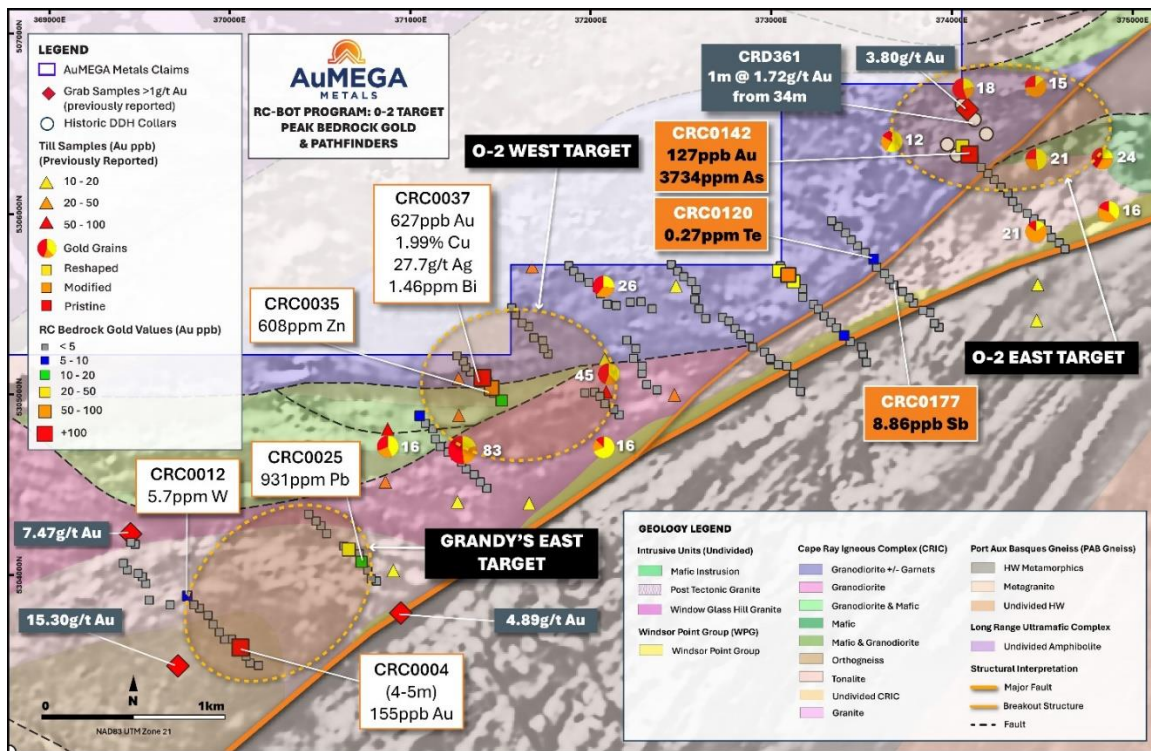 369000E
370000E
371000E
372000E
373000E
374000E
375000E
5307000N
5306000N
5305000N
5304000N
LEGEND
AuMEGA Metals Claims
Grab Samples >1g/t Au
(previously reported)
Historic DDH Collars
Till Samples (Au ppb)
(Previously Reported)
10 - 20
20 - 50
50 - 100
Gold Grains
Reshaped
Modified
Pristine
RC Bedrock Gold Values (Au ppb)
< 5
5 - 10
10 - 20
20 - 50
50 - 100
+100
AuMEGA
METALS
RC-BOT PROGRAM: 0-2 TARGET
PEAK BEDROCK GOLD
& PATHFINDERS
O-2 WEST TARGET
CRD361
1m @ 1.72g/t Au
from 34m
3.80g/t Au
18
15
12
21
24
16
21
CRC0142
127ppb Au
3734ppm As
CRC0120
0.27ppm Te
CRC0037
627ppb Au
1.99% Cu
27.7g/t Ag
1.46ppm Bi
CRC0035
608ppm Zn
26
45
16
83
16
O-2 EAST TARGET
CRC0177
8.86ppb Sb
CRC0025
931ppm Pb
CRC0012
5.7ppm W
7.47g/t Au
GRANDY'S EAST
TARGET
15.30g/t Au
4.89g/t Au
CRC0004
(4-5m)
155ppb Au
N
0
1km
NAD83 UTM Zone 21
GEOLOGY LEGEND
Intrusive Units (Undivided)
Mafic Instrusion
Post Tectonic Granite
Window Glass Hill Granite
Windsor Point Group (WPG)
Windsor Point Group
Cape Ray Igneous Complex (CRIC)
Granodiorite +/- Garnets
Granodiorite
Granodiorite & Mafic
Mafic
Mafic & Granodiorite
Orthogneiss
Tonalite
Undivided CRIC
Granite
Port Aux Basques Gneiss (PAB Gneiss)
HW Metamorphics
Metagranite
Undivided HW
Long Range Ultramafic Complex
Undivided Amphibolite
Structural Interpretation
Major Fault
Breakout Structure
Fault